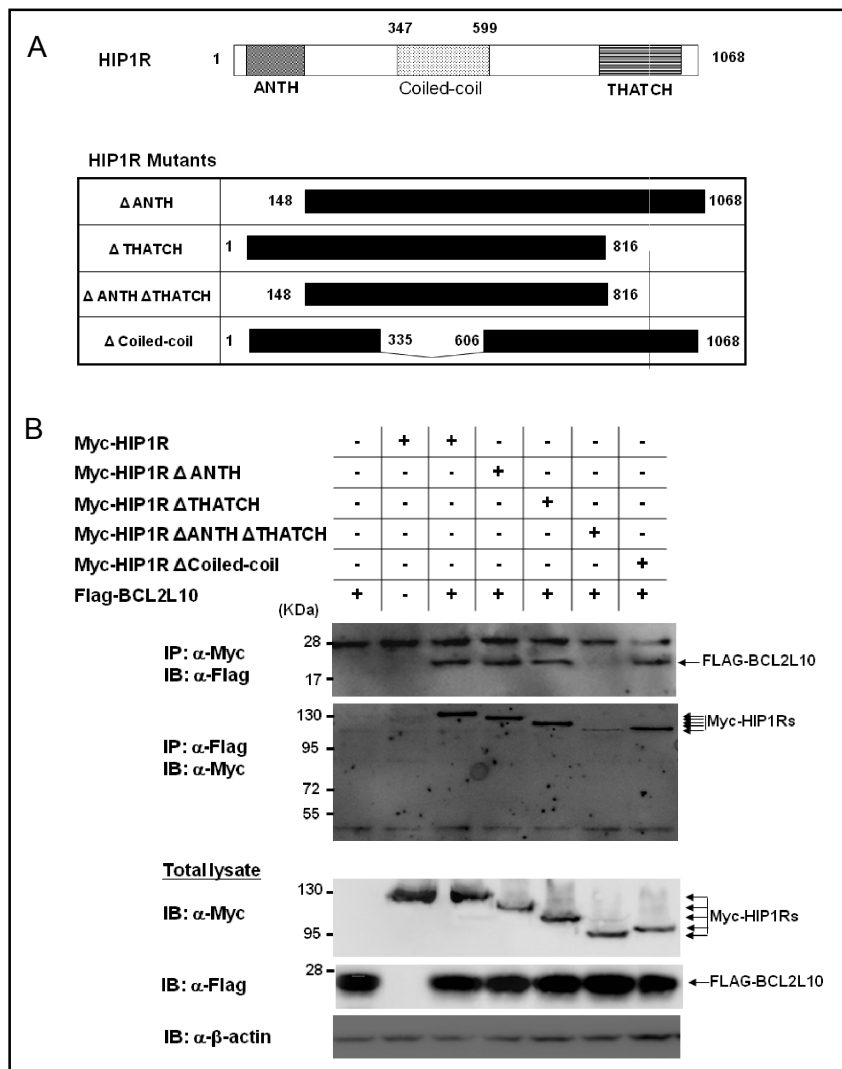 A
347 599
HIP1R 1 1068
ANTH Coiled-coil THATCH
HIP1R Mutants
Δ ANTH 148 1068
Δ THATCH 1 816
Δ ANTH ΔTHATCH 148 816
Δ Coiled-coil 1 335 606 1068
B
Myc-HIP1R - + + - - - -
Myc-HIP1R Δ ANTH - - - + - - -
Myc-HIP1R ΔTHATCH - - - - + - -
Myc-HIP1R ΔANTH ΔTHATCH - - - - - + -
Myc-HIP1R ΔCoiled-coil - - - - - - +
Flag-BCL2L10 + - + + + + +
(KDa)
IP: α-Myc
IB: α-Flag
28
17
FLAG-BCL2L10
IP: α-Flag
IB: α-Myc
130
95
72
55
Myc-HIP1Rs
Total lysate
IB: α-Myc
130
95
Myc-HIP1Rs
IB: α-Flag
28
FLAG-BCL2L10
IB: α-β-actin